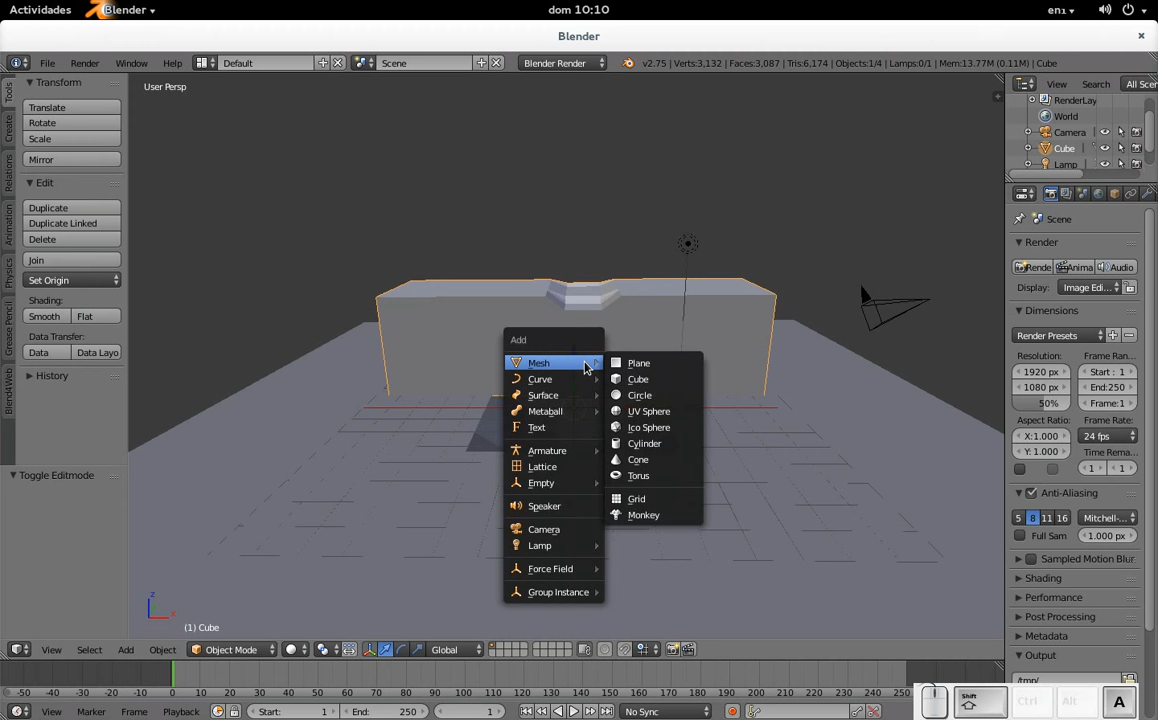 Actividades Blender dom 10:10 en1
Blender
File Render Window Help Default Scene Blender Render v2.75 | Verts:3,132 | Faces:3,087 | Tris:6,174 | Objects:1/4 | Lamps:0/1 | Mem:13.77M (0.11M) | Cube
Tools
Create
Relations
Animation
Physics
Grease Pencil
Blend4Web
Transform
Translate
Rotate
Scale
Mirror
Edit
Duplicate
Duplicate Linked
Delete
Join
Set Origin
Shading:
Smooth Flat
Data Transfer:
Data Data Layo
History
Toggle Editmode
User Persp
Add
Mesh
Curve
Surface
Metaball
Text
Armature
Lattice
Empty
Speaker
Camera
Lamp
Force Field
Group Instance
Plane
Cube
Circle
UV Sphere
Ico Sphere
Cylinder
Cone
Torus
Grid
Monkey
z
x
(1) Cube
View Select Add Object Object Mode Global
View Search All Scen
RenderLay
World
Camera
Cube
Lamp
Scene
Render
Rende Anima Audio
Display: Image Edi...
Dimensions
Render Presets
Resolution: Frame Ran...
1920 px Start : 1
1080 px End:250
50% Frame:1
Aspect Ratio: Frame Rate:
X:1.000 24 fps
Y: 1.000 Time Rema...
1 1
Anti-Aliasing
5 8 11 16 Mitchell-...
Full Sam 1.000 px
Sampled Motion Blur
Shading
Performance
Post Processing
Metadata
Output
/tmp/
-50 -40 -30 -20 -10 0 10 20 30 40 50 60 70 80 90 100 110 120 130 140 150 160 170 180 190 200 210 220 230 240 250
View Marker Frame Playback Start: 1 End: 250 1 No Sync
Shift Ctrl Alt A